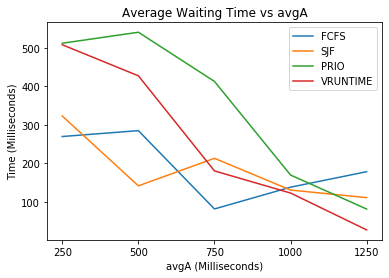 Average Waiting Time vs avgA
FCFS
SJF
PRIO
VRUNTIME
Time (Milliseconds)
500
400
300
200
100
250
500
750
1000
1250
avgA (Milliseconds)